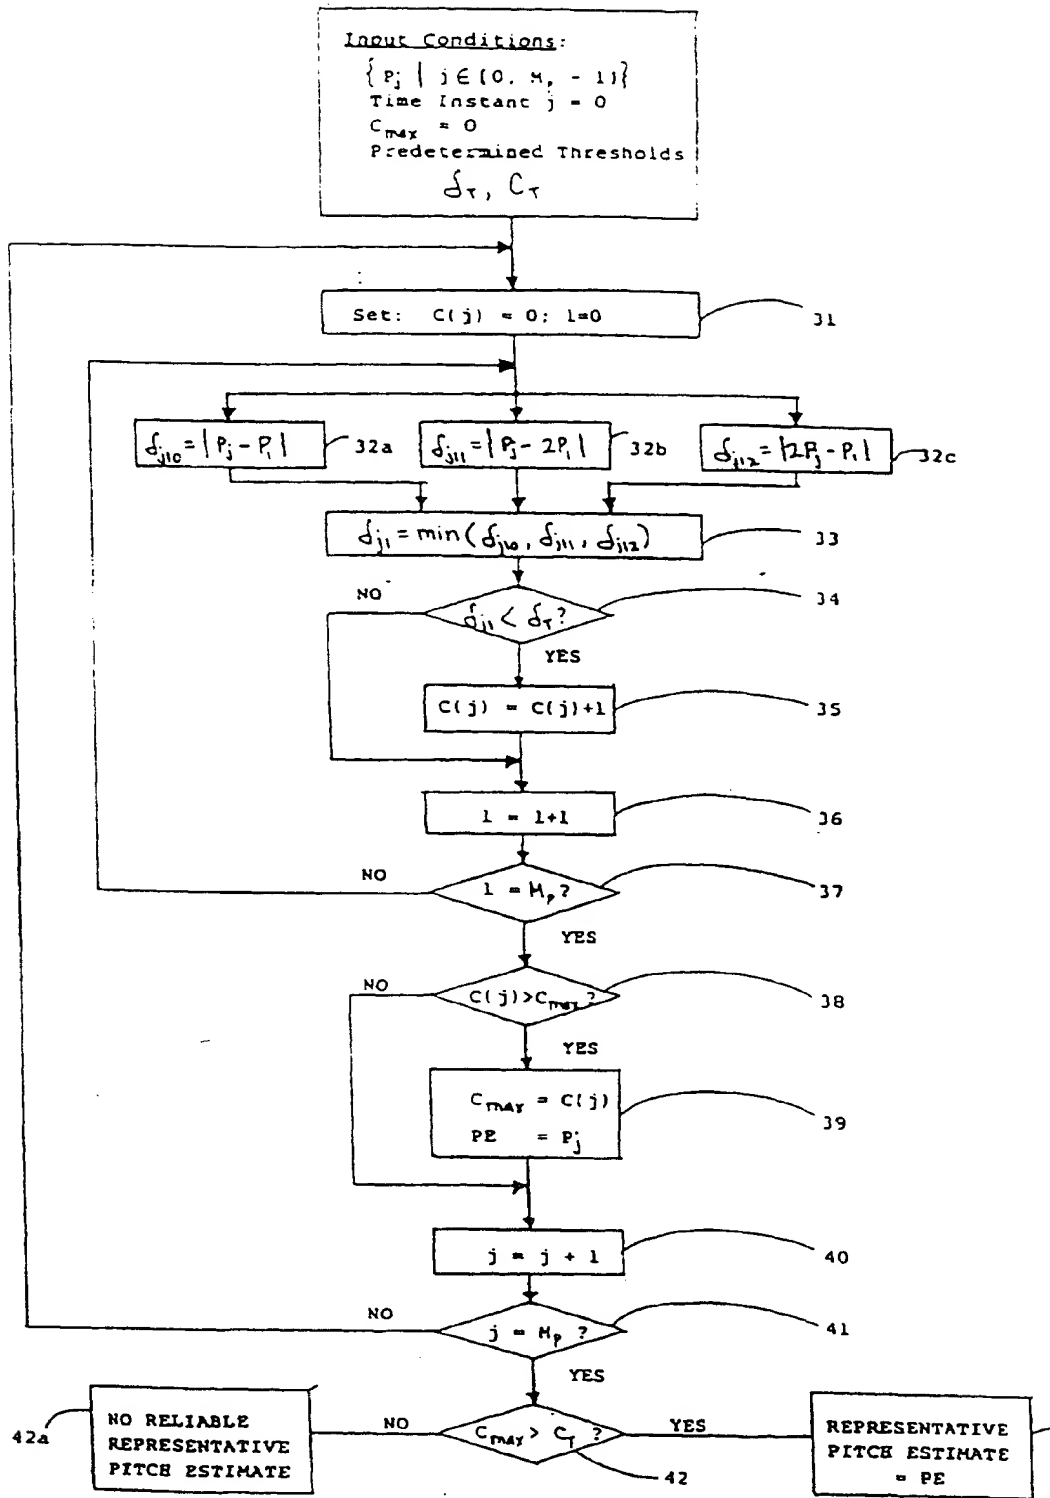 Input Conditions:
{P_j | j ∈ [0, M_p - 1]}
Time Instant j = 0
C_max = 0
Predetermined Thresholds
δ_T, C_T
Set: C(j) = 0; l=0
31
δ_jl0 = |P_j - P_l|
32a
δ_jl1 = |P_j - 2P_l|
32b
δ_jl2 = |2P_j - P_l|
32c
δ_jl = min(δ_jl0, δ_jl1, δ_jl2)
33
NO
δ_jl < δ_T?
34
YES
C(j) = C(j)+1
35
l = l+1
36
NO
l = M_p?
37
YES
NO
C(j)>C_max?
38
YES
C_max = C(j)
PE = P_j
39
j = j + 1
40
NO
j = M_p ?
41
YES
42a
NO RELIABLE
REPRESENTATIVE
PITCH ESTIMATE
NO
C_max > C_T ?
YES
42
REPRESENTATIVE
PITCH ESTIMATE
= PE